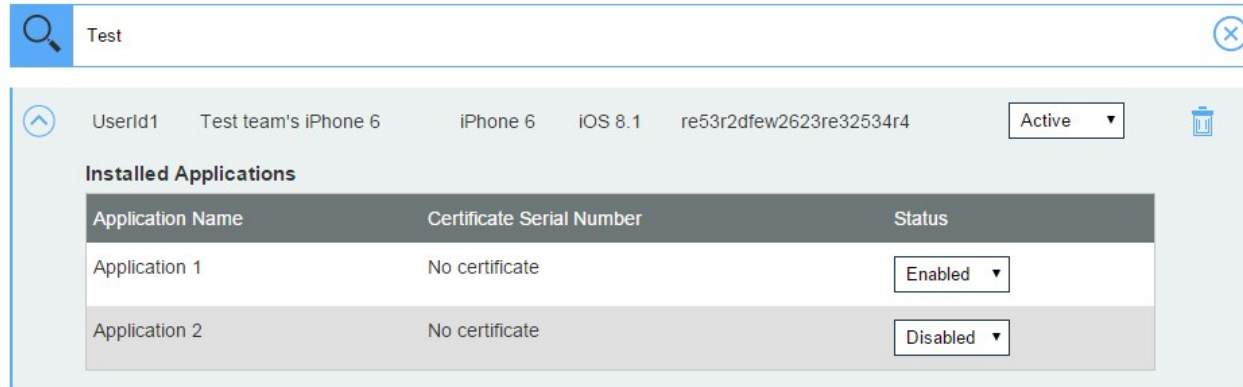 Test
UserId1 Test team's iPhone 6 iPhone 6 iOS 8.1 re53r2dfew2623re32534r4 Active
Installed Applications
Application Name Certificate Serial Number Status
Application 1 No certificate Enabled
Application 2 No certificate Disabled